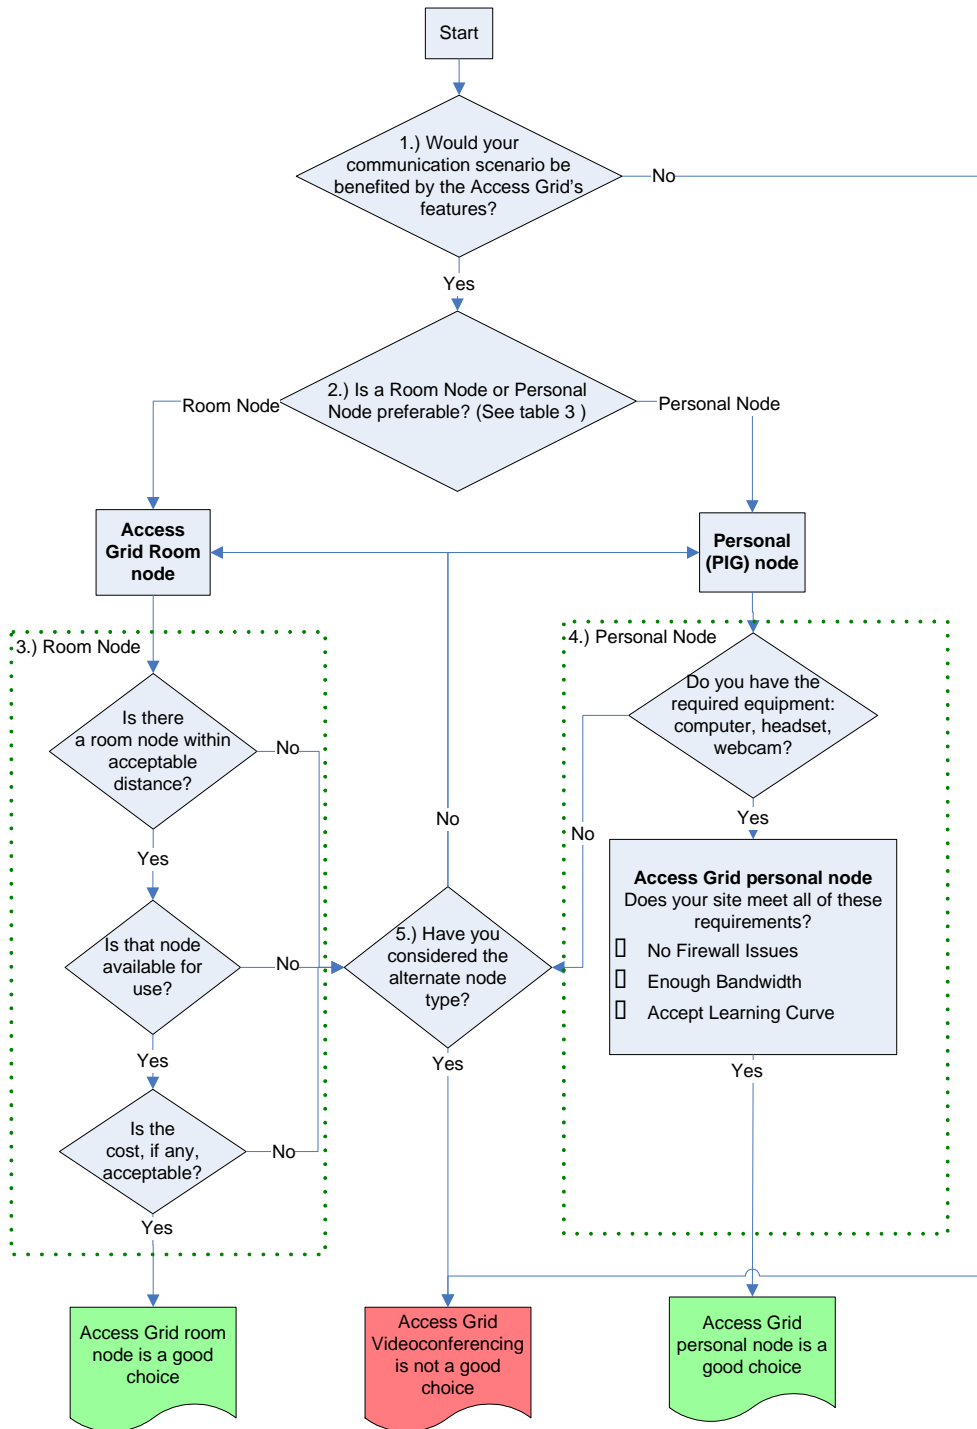 Start
1.) Would your
communication scenario be
benefited by the Access Grid's
features?
No
Yes
2.) Is a Room Node or Personal
Node preferable? (See table 3 )
Room Node
Personal Node
Access
Grid Room
node
Personal
(PIG) node
3.) Room Node
4.) Personal Node
Is there
a room node within
acceptable
distance?
No
Yes
Is that node
available for
use?
No
Yes
Is the
cost, if any,
acceptable?
No
Yes
No
5.) Have you
considered the
alternate node
type?
Yes
Do you have the
required equipment:
computer, headset,
webcam?
No
Yes
Access Grid personal node
Does your site meet all of these
requirements?
No Firewall Issues
Enough Bandwidth
Accept Learning Curve
Yes
Access Grid room
node is a good
choice
Access Grid
Videoconferencing
is not a good
choice
Access Grid
personal node is a
good choice